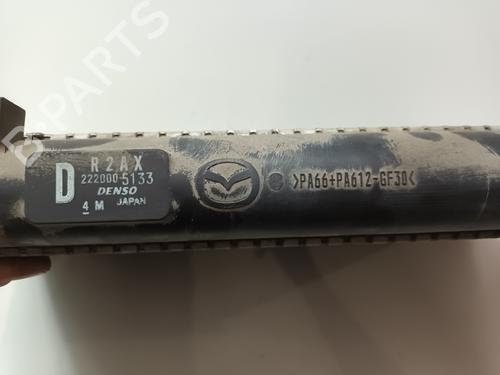 B-PARTS
D
R2AX
222000 5133
DENSO
4 M JAPAN
>PA66+PA612-GF30<